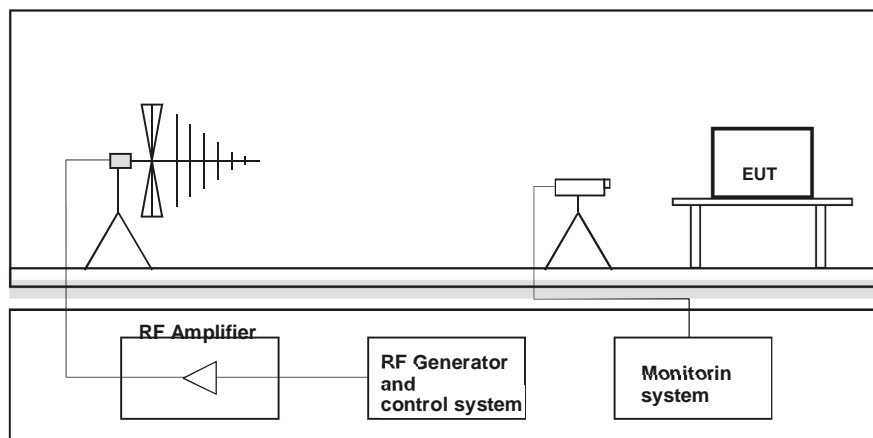 EUT
RF Amplifier
RF Generator
and
control system
Monitorin
system